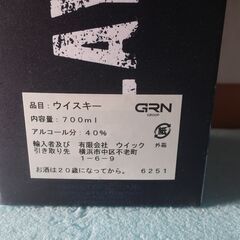 LAV
品目：ウイスキー
内容量：700ml
アルコール分：40％
輸入者及び 有限会社 ウイック
引き取り先 横浜市中区不老町
1－6－9
お酒は20歳になってから。 6251
GRN
GROUP
紙
外箱